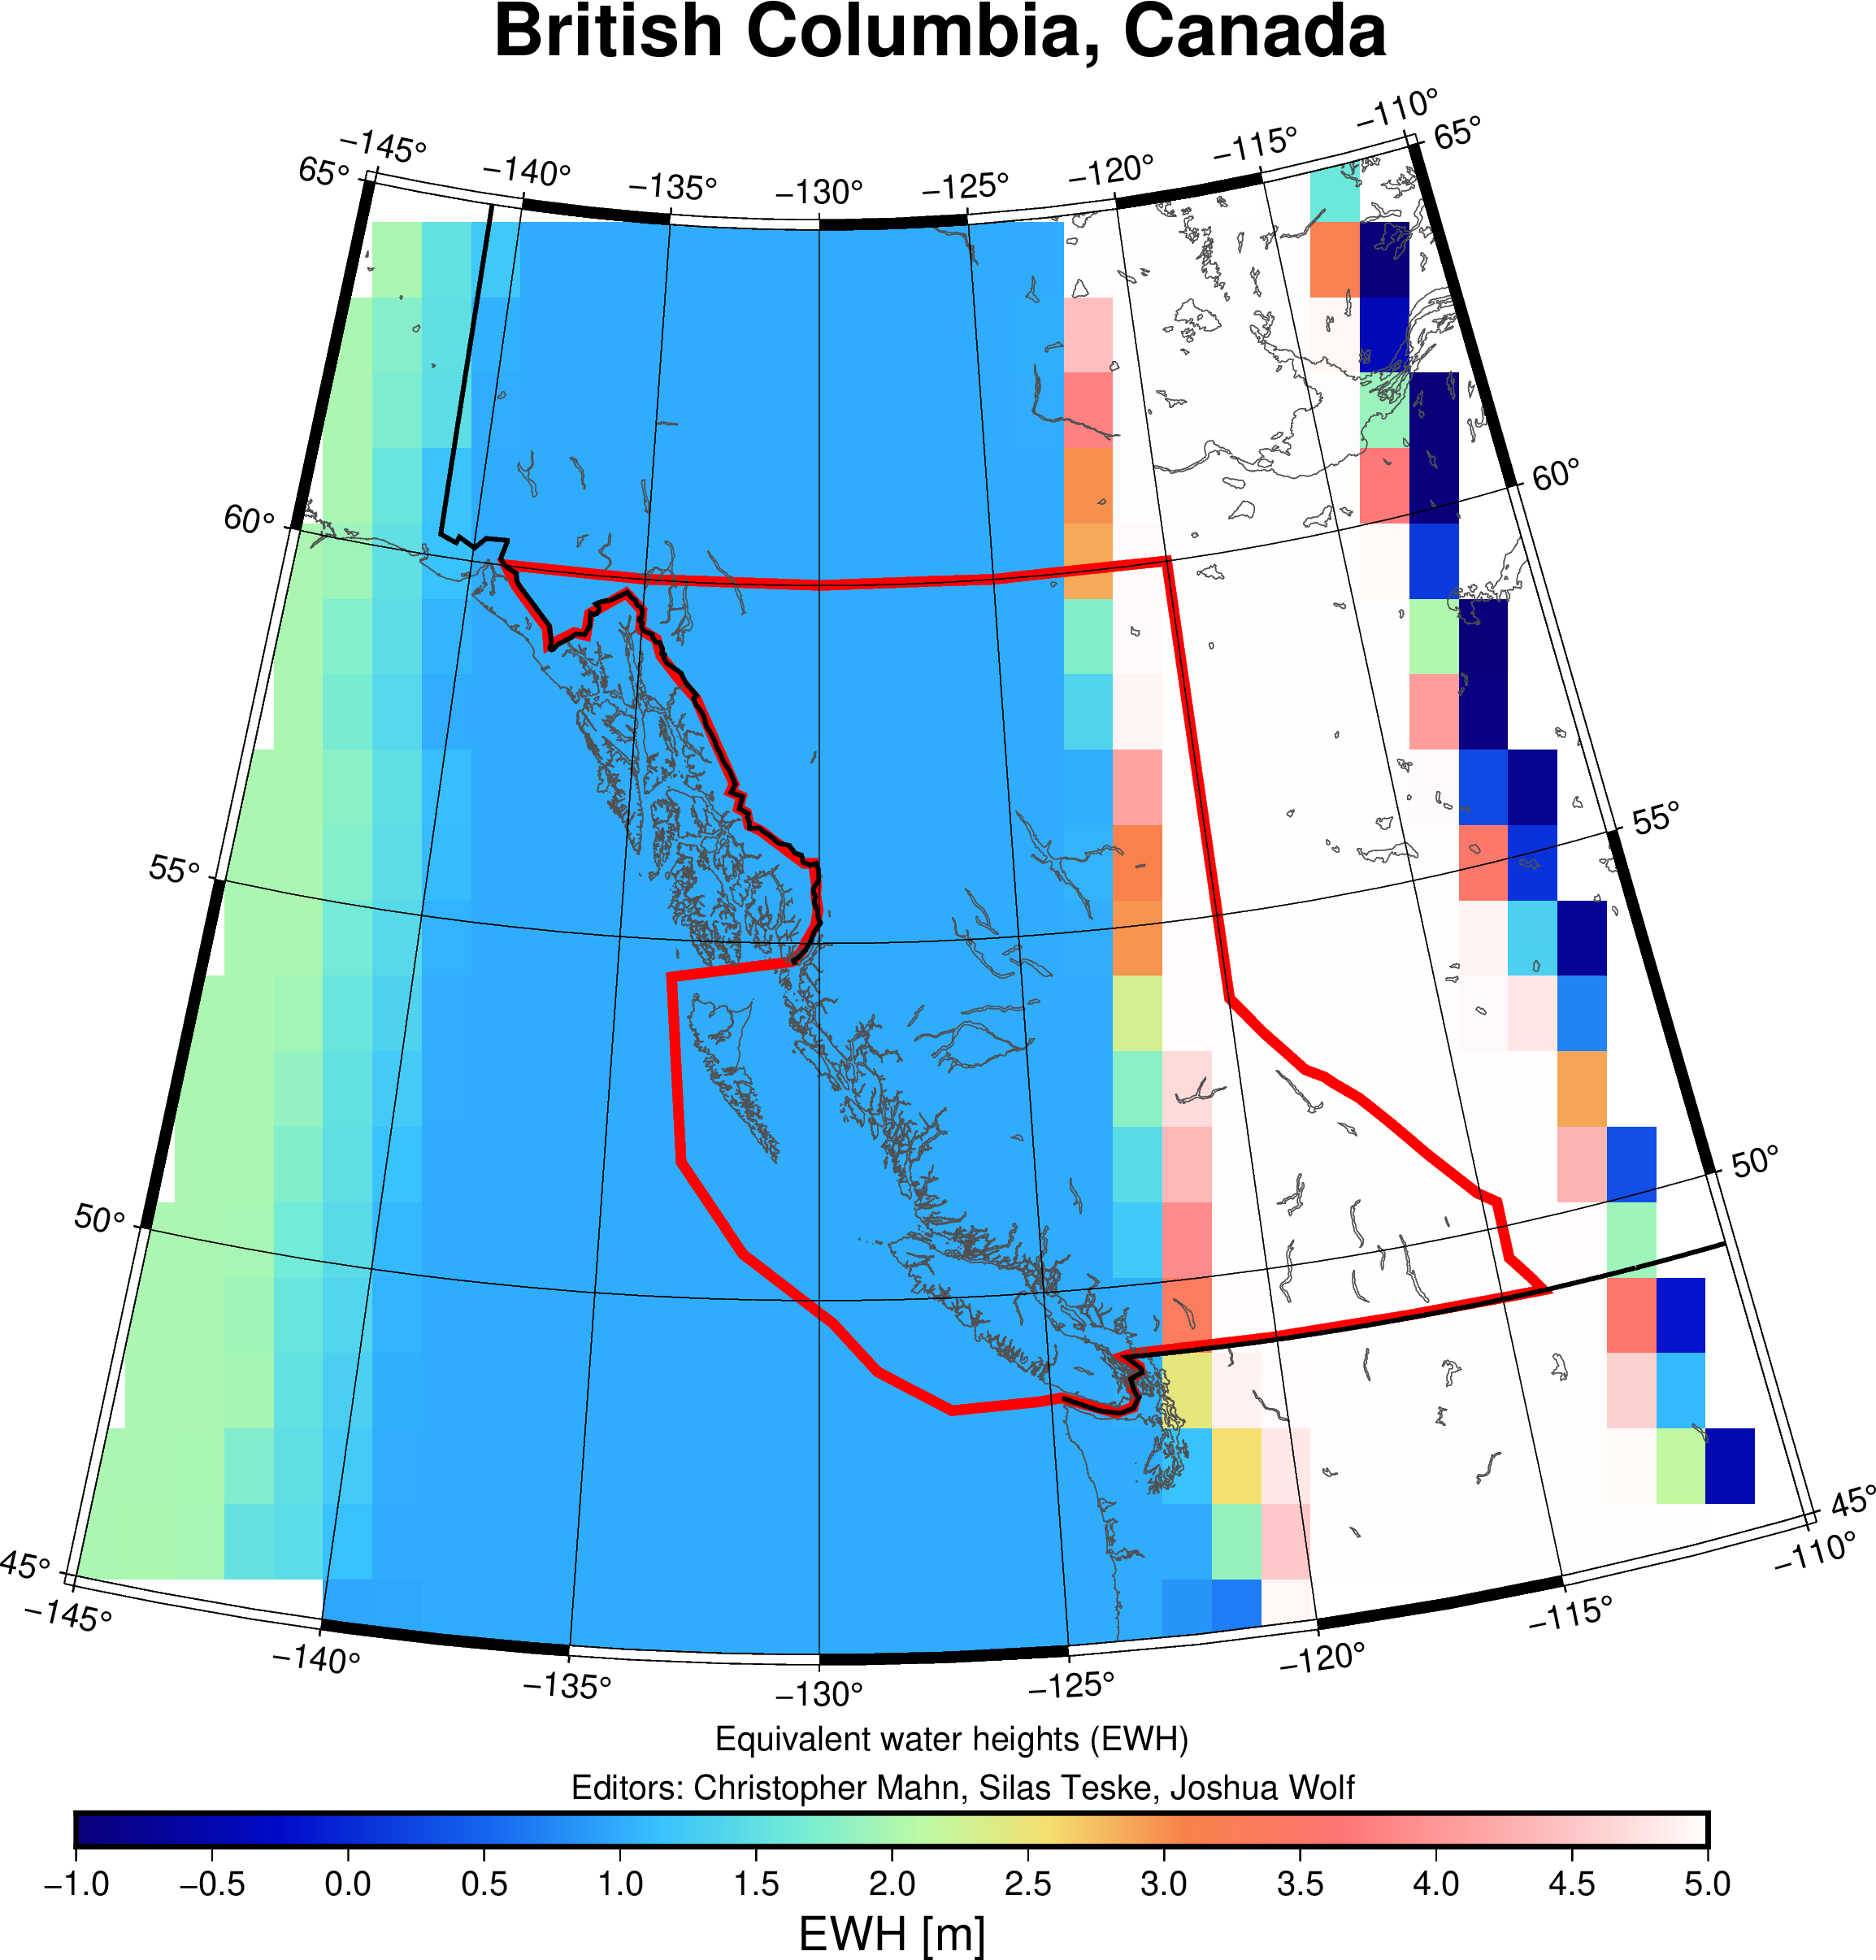 British Columbia, Canada
−145° −140° −135° −130° −125° −120° −115° −110°
65° 65°
60° 60°
55° 55°
50° 50°
45° 45°
−145° −140° −135° −130° −125° −120° −115° −110°
Equivalent water heights (EWH)
Editors: Christopher Mahn, Silas Teske, Joshua Wolf
−1.0 −0.5 0.0 0.5 1.0 1.5 2.0 2.5 3.0 3.5 4.0 4.5 5.0
EWH [m]